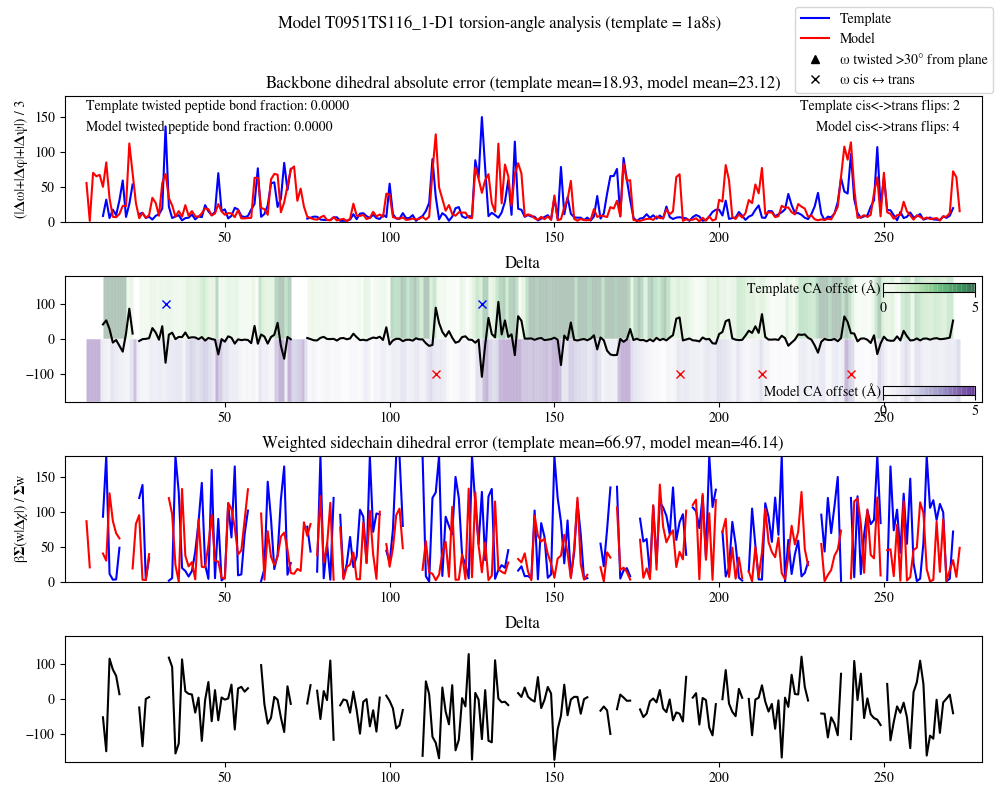 Model T0951TS116_1-D1 torsion-angle analysis (template = 1a8s)
Template
Model
ω twisted >30° from plane
ω cis ↔ trans
Backbone dihedral absolute error (template mean=18.93, model mean=23.12)
Template twisted peptide bond fraction: 0.0000
Model twisted peptide bond fraction: 0.0000
Template cis<->trans flips: 2
Model cis<->trans flips: 4
(|Δω|+|Δφ|+|Δψ|) / 3
150
100
50
0
50 100 150 200 250
Delta
Template CA offset (Å)
0 5
Model CA offset (Å)
0 5
100
0
−100
50 100 150 200 250
Weighted sidechain dihedral error (template mean=66.97, model mean=46.14)
βΣ(w|Δχ|) / Σw
150
100
50
0
50 100 150 200 250
Delta
100
0
−100
50 100 150 200 250